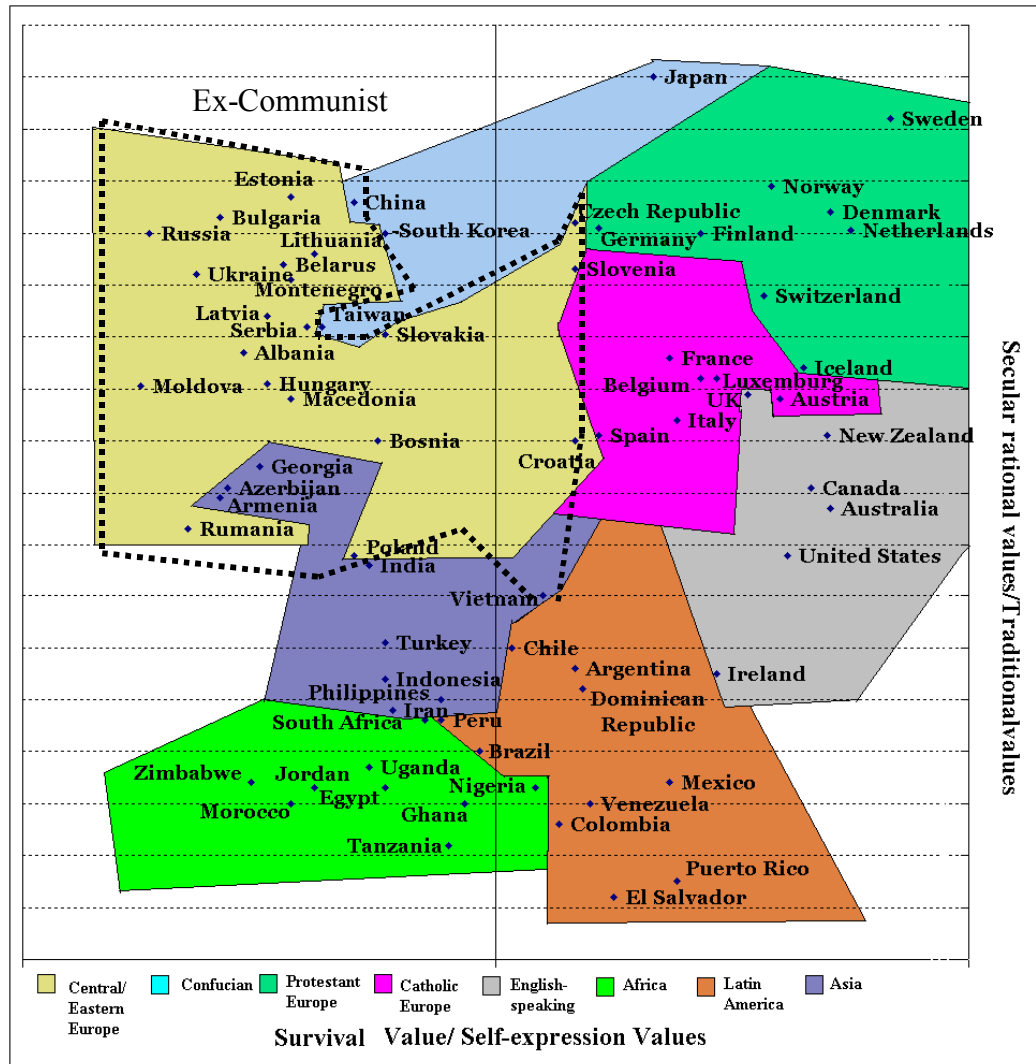 Japan
Ex-Communist
Sweden
Estonia
Norway
China
Bulgaria
Czech Republic
Denmark
Russia
-South Korea
Germany
Finland
Netherlands
Lithuania
Belarus
Slovenia
Ukraine
Montenegro
Switzerland
Latvia
Taiwan
Serbia
Slovakia
Albania
France
Iceland
Moldova
Hungary
Belgium
Luxemburg
Macedonia
UK
Austria
Italy
Bosnia
Croatia
Spain
New Zealand
Georgia
Azerbijan
Canada
Armenia
Australia
Rumania
Poland
India
United States
Vietnam
Turkey
Chile
Argentina
Ireland
Indonesia
Philippines
Dominican
Republic
Iran
South Africa
Peru
Brazil
Zimbabwe
Jordan
Uganda
Egypt
Nigeria
Mexico
Morocco
Ghana
Venezuela
Colombia
Tanzania
Puerto Rico
El Salvador
Secular rational values/Traditionalvalues
Central/
Eastern
Europe
Confucian
Protestant
Europe
Catholic
Europe
English-
speaking
Africa
Latin
America
Asia
Survival Value/ Self-expression Values